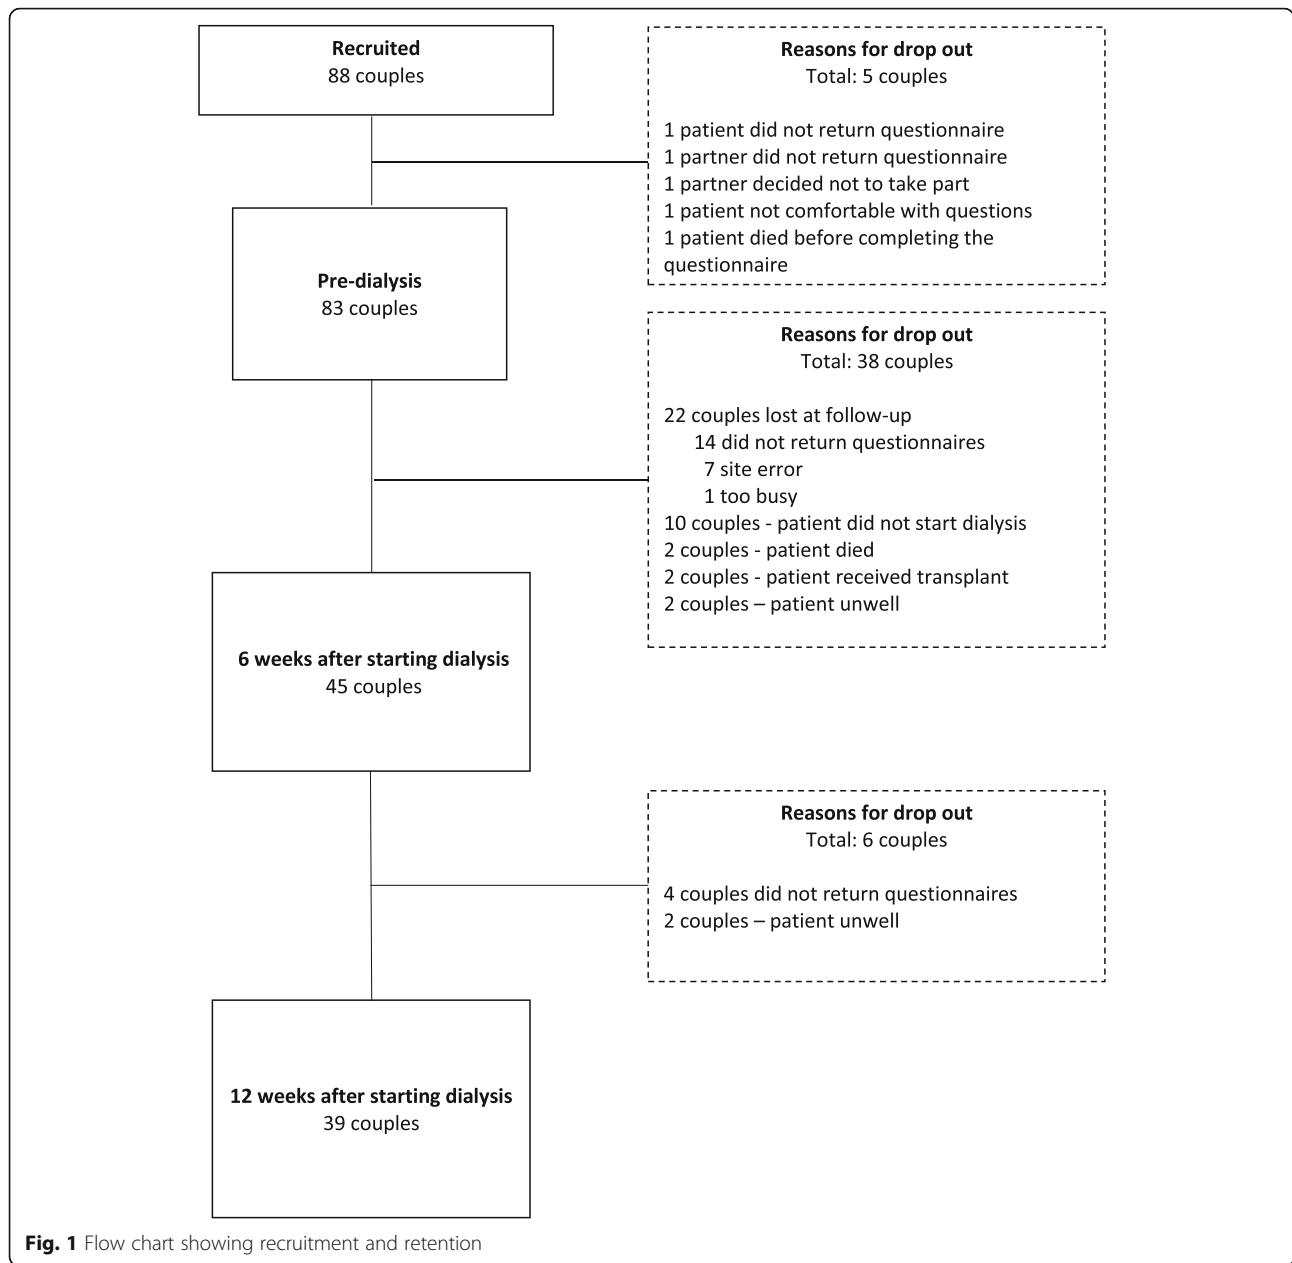 Recruited
88 couples
Reasons for drop out
Total: 5 couples
1 patient did not return questionnaire
1 partner did not return questionnaire
1 partner decided not to take part
1 patient not comfortable with questions
1 patient died before completing the
questionnaire
Pre-dialysis
83 couples
Reasons for drop out
Total: 38 couples
22 couples lost at follow-up
14 did not return questionnaires
7 site error
1 too busy
10 couples - patient did not start dialysis
2 couples - patient died
2 couples - patient received transplant
2 couples – patient unwell
6 weeks after starting dialysis
45 couples
Reasons for drop out
Total: 6 couples
4 couples did not return questionnaires
2 couples – patient unwell
12 weeks after starting dialysis
39 couples
Fig. 1 Flow chart showing recruitment and retention